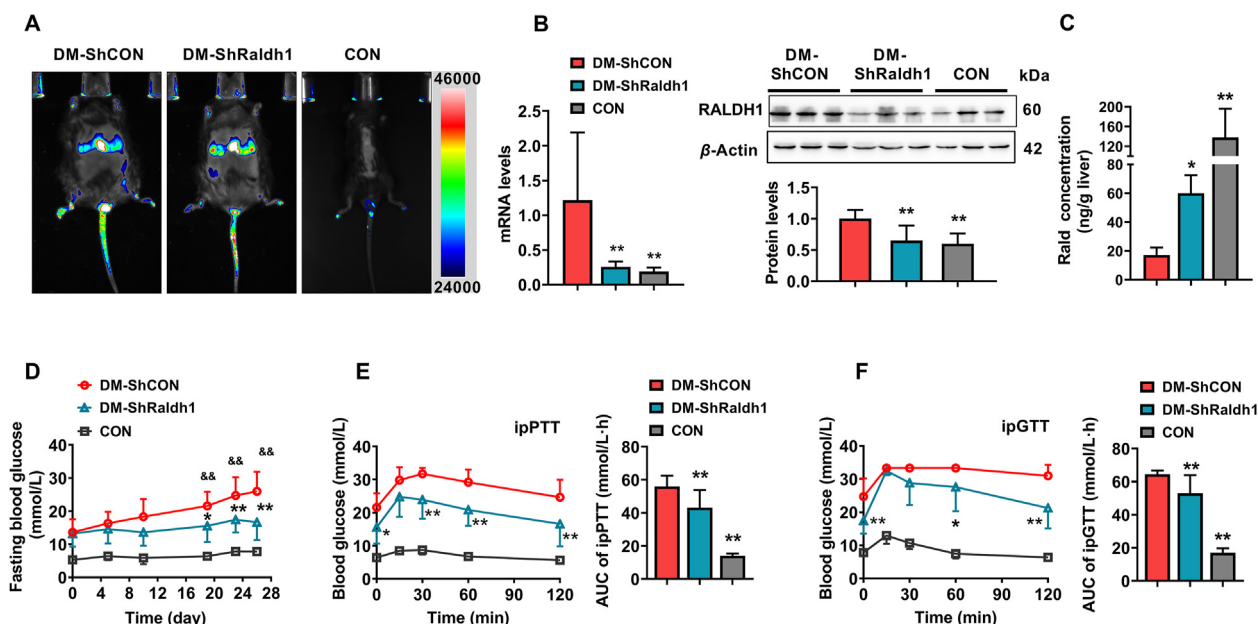 A
DM-ShCON
DM-ShRaldh1
CON
46000
24000
B
DM-ShCON
DM-ShRaldh1
CON
mRNA levels
2.5
2.0
1.5
1.0
0.5
0.0
**
**
DM-
ShCON
DM-
ShRaldh1
CON
kDa
RALDH1
60
β-Actin
42
Protein levels
1.5
1.0
0.5
0.0
**
**
C
Rald concentration
(ng/g liver)
200
160
120
80
60
40
20
0
*
**
D
DM-ShCON
DM-ShRaldh1
CON
Fasting blood glucose
(mmol/L)
40
30
20
10
0
&&
&&
&&
*
**
**
0 4 8 12 16 20 24 28
Time (day)
E
ipPTT
Blood glucose (mmol/L)
40
30
20
10
0
*
**
**
**
0 30 60 90 120
Time (min)
DM-ShCON
DM-ShRaldh1
CON
AUC of ipPTT (mmol/L·h)
80
60
40
20
0
**
**
F
ipGTT
Blood glucose (mmol/L)
40
30
20
10
0
**
*
**
0 30 60 90 120
Time (min)
DM-ShCON
DM-ShRaldh1
CON
AUC of ipGTT (mmol/L·h)
80
60
40
20
0
**
**